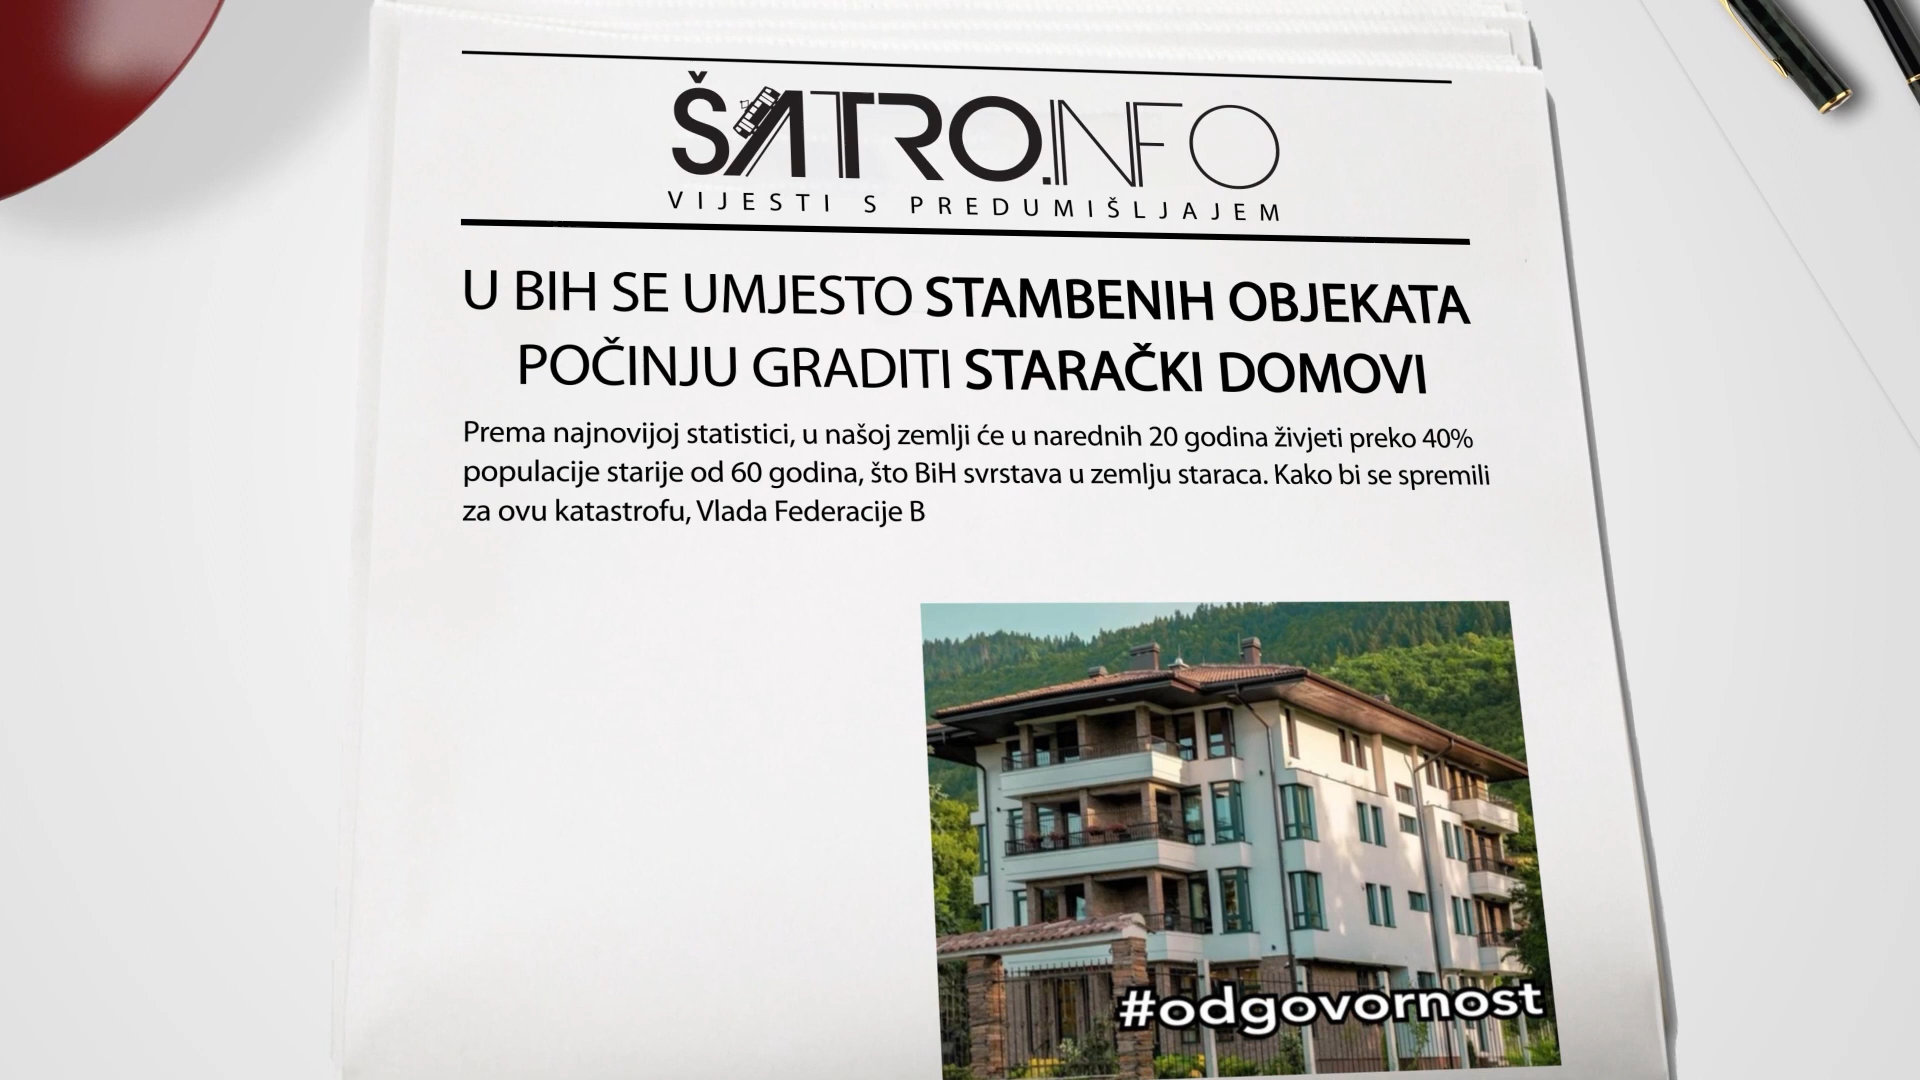 ŠATRO.INFO
VIJESTI S PREDUMIŠLJAJEM
U BIH SE UMJESTO STAMBENIH OBJEKATA
POČINJU GRADITI STARAČKI DOMOVI
Prema najnovijoj statistici, u našoj zemlji će u narednih 20 godina živjeti preko 40%
populacije starije od 60 godina, što BiH svrstava u zemlju staraca. Kako bi se spremili
za ovu katastrofu, Vlada Federacije B
#odgovornost